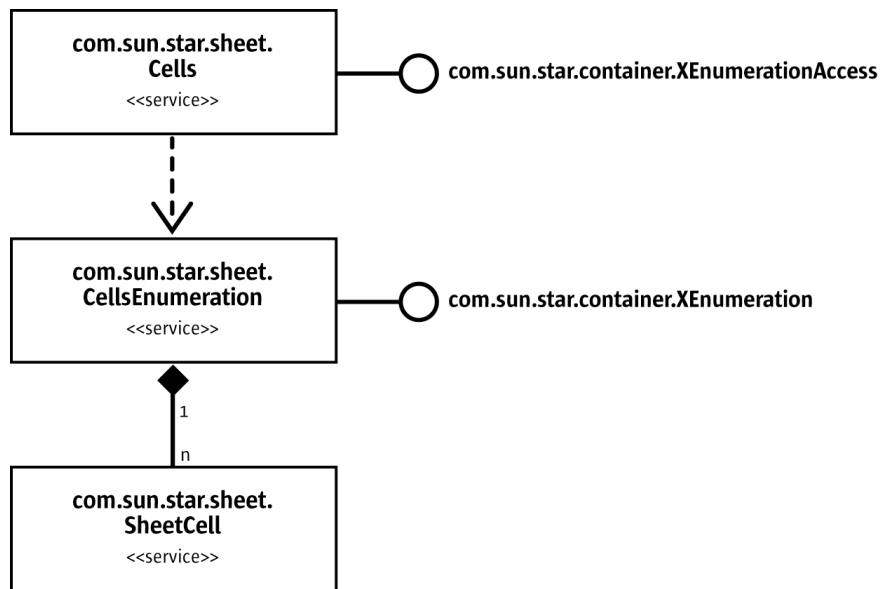 com.sun.star.sheet.
Cells
<<service>>
com.sun.star.container.XEnumerationAccess
com.sun.star.sheet.
CellsEnumeration
<<service>>
com.sun.star.container.XEnumeration
1
n
com.sun.star.sheet.
SheetCell
<<service>>